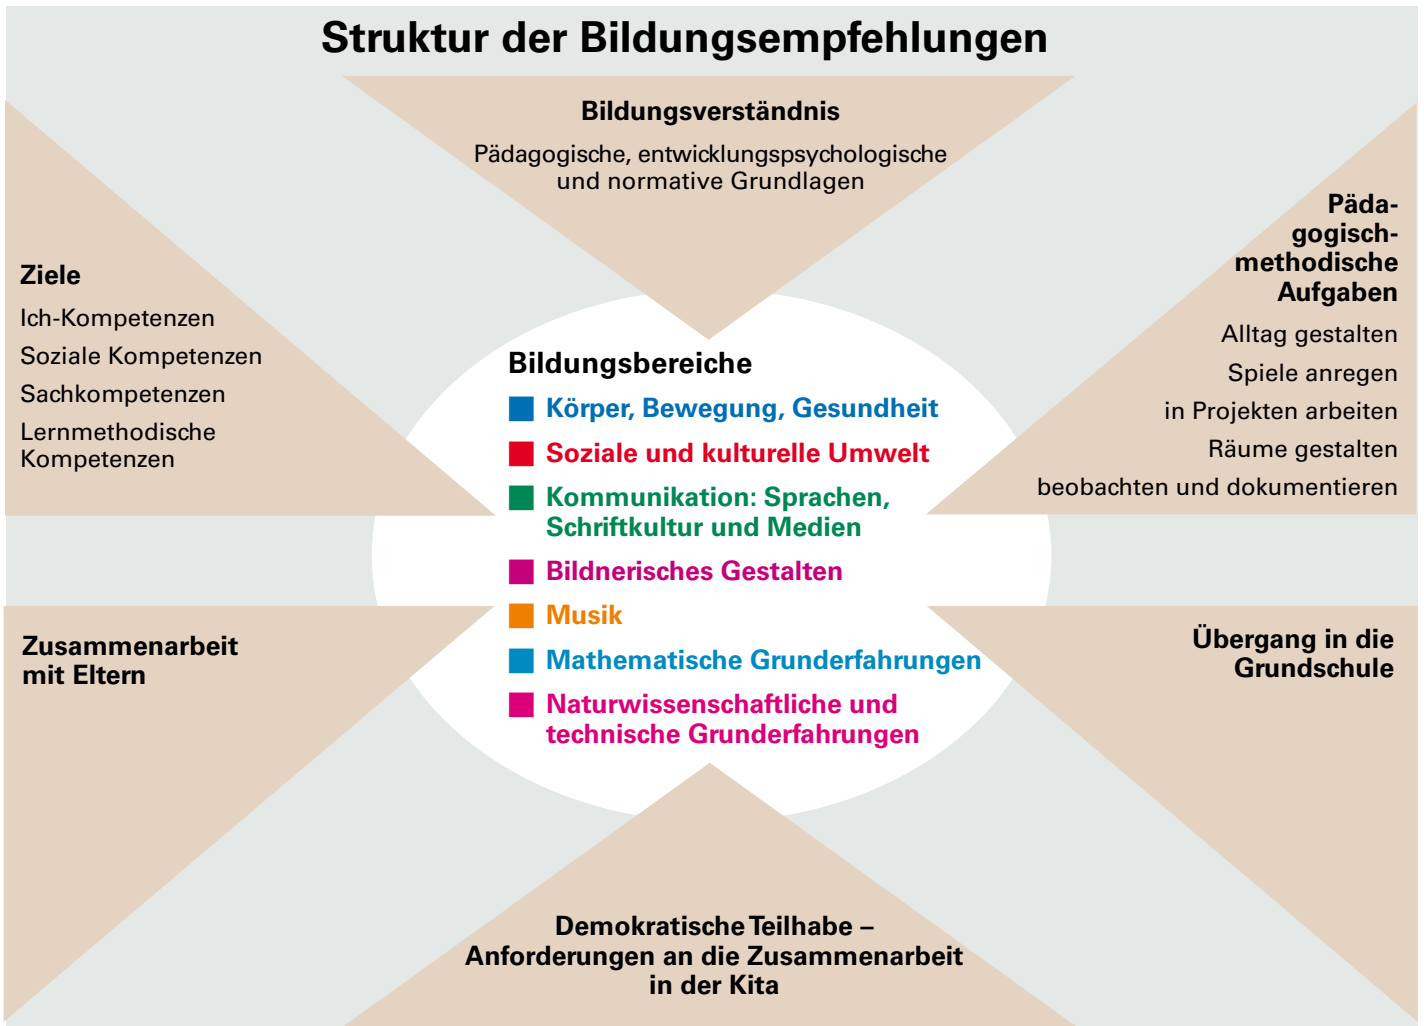 Struktur der Bildungsempfehlungen
Bildungsverständnis
Pädagogische, entwicklungspsychologische
und normative Grundlagen
Ziele
Ich-Kompetenzen
Soziale Kompetenzen
Sachkompetenzen
Lernmethodische
Kompetenzen
Päda-
gogisch-
methodische
Aufgaben
Alltag gestalten
Spiele anregen
in Projekten arbeiten
Räume gestalten
beobachten und dokumentieren
Bildungsbereiche
Körper, Bewegung, Gesundheit
Soziale und kulturelle Umwelt
Kommunikation: Sprachen,
Schriftkultur und Medien
Bildnerisches Gestalten
Musik
Mathematische Grunderfahrungen
Naturwissenschaftliche und
technische Grunderfahrungen
Zusammenarbeit
mit Eltern
Übergang in die
Grundschule
Demokratische Teilhabe –
Anforderungen an die Zusammenarbeit
in der Kita